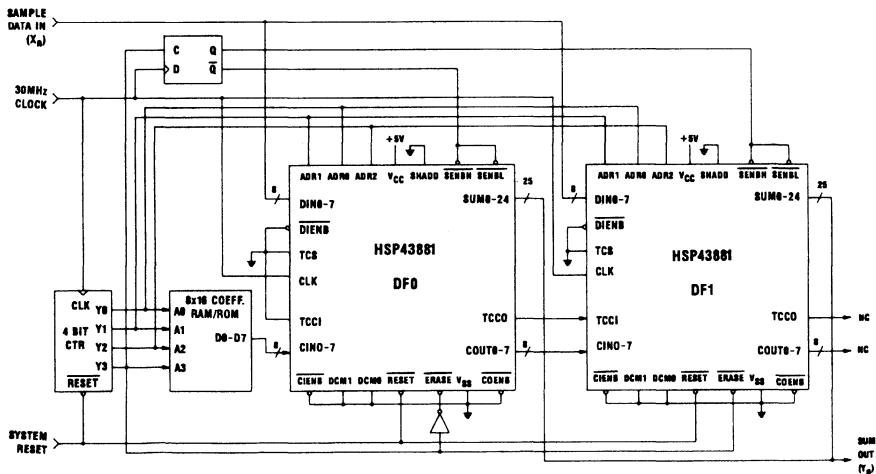 SAMPLE
DATA IN
(Xn)
C Q
D Q
30MHz
CLOCK
+5V
ADR1 ADR0 ADR2 VCC SHADD SENBH SENBL
DIN0-7
DIENB
TCS
CLK
TCCI
CIN0-7
HSP43881
DF0
8
25
SUM0-24
TCCO
COUT0-7
8
CIENB DCM1 DCM0 RESET ERASE VSS COENB
+5V
ADR1 ADR0 ADR2 VCC SHADD SENBH SENBL
8
DIN0-7
DIENB
TCS
CLK
TCCI
CIN0-7
HSP43881
DF1
25
SUM0-24
TCCO
NC
COUT0-7
8
NC
CIENB DCM1 DCM0 RESET ERASE VSS COENB
CLK
4 BIT
CTR
RESET
Y0
Y1
Y2
Y3
8x16 COEFF.
RAM/ROM
A0
A1
A2
A3
D0-D7
8
SYSTEM
RESET
SUM
OUT
(Yn)